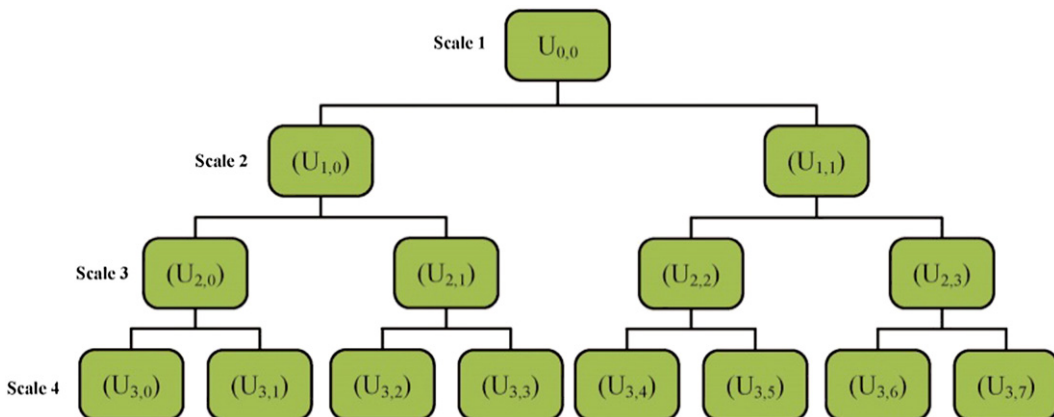 Scale 1 U0,0
Scale 2 (U1,0) (U1,1)
Scale 3 (U2,0) (U2,1) (U2,2) (U2,3)
Scale 4 (U3,0) (U3,1) (U3,2) (U3,3) (U3,4) (U3,5) (U3,6) (U3,7)